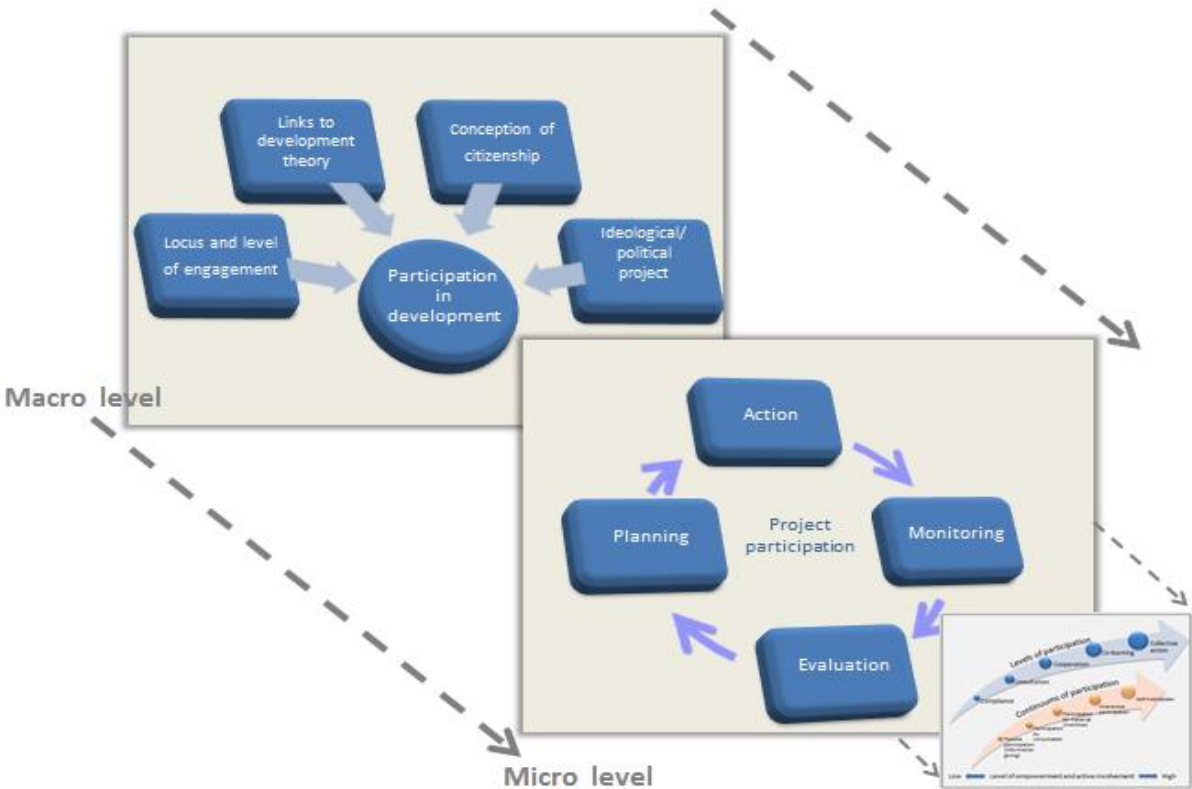 Links to
development
theory
Conception of
citizenship
Locus and level
of engagement
Ideological/
political
project
Participation
in
development
Macro level
Action
Planning
Project
participation
Monitoring
Evaluation
Micro level
Levels of participation
Compliance
Consultation
Cooperation
Co-learning
Collective
action
Continuums of participation
participation
Low
Level of empowerment and active involvement
High